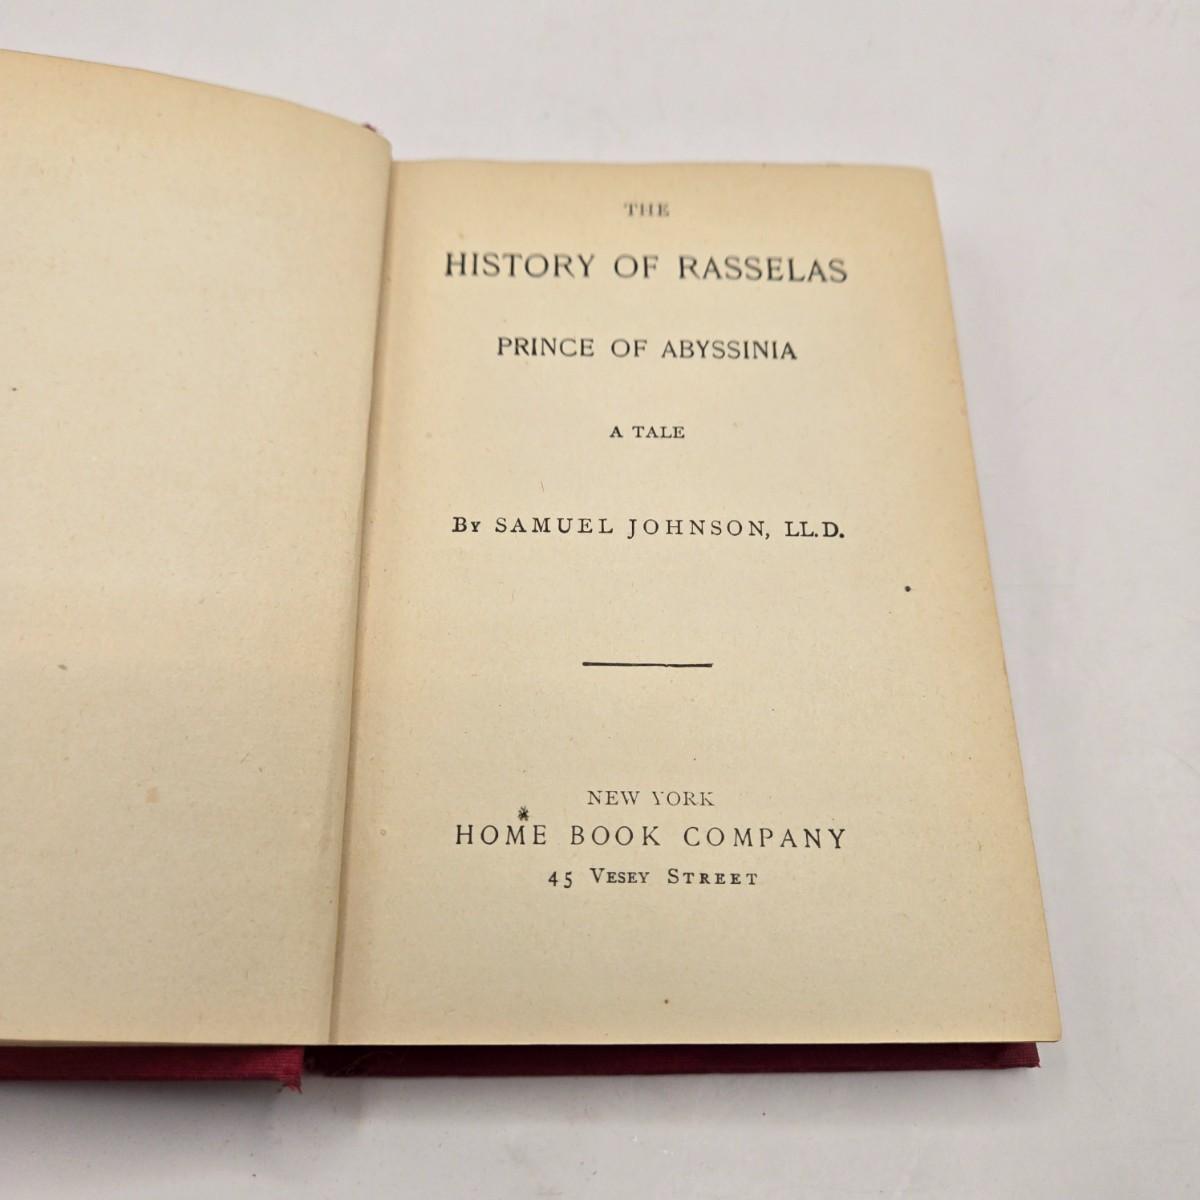 THE
HISTORY OF RASSELAS
PRINCE OF ABYSSINIA
A TALE
By SAMUEL JOHNSON, LL.D.
NEW YORK
HOME BOOK COMPANY
45 Vesey Street